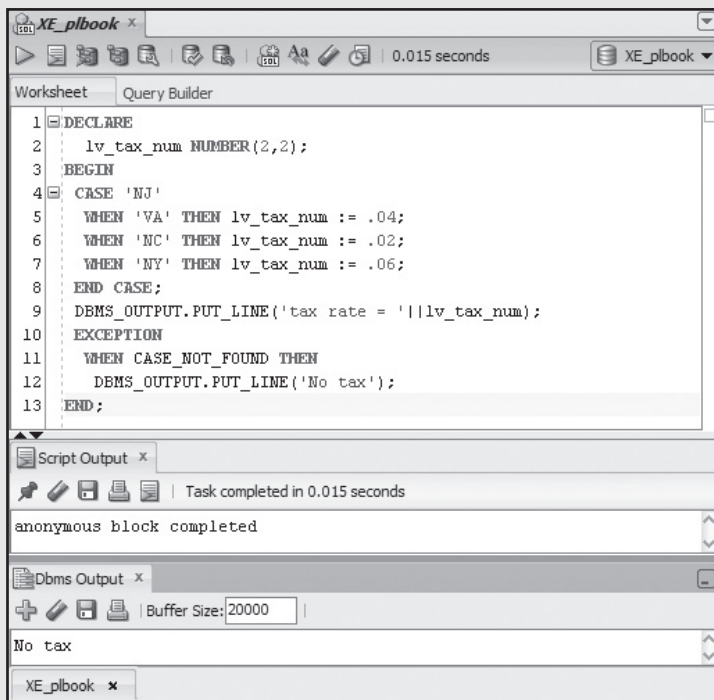 XE_plbook
0.015 seconds
XE_plbook
Worksheet
Query Builder
1 DECLARE
2 lv_tax_num NUMBER(2,2);
3 BEGIN
4 CASE 'NJ'
5 WHEN 'VA' THEN lv_tax_num := .04;
6 WHEN 'NC' THEN lv_tax_num := .02;
7 WHEN 'NY' THEN lv_tax_num := .06;
8 END CASE;
9 DBMS_OUTPUT.PUT_LINE('tax rate = '||lv_tax_num);
10 EXCEPTION
11 WHEN CASE_NOT_FOUND THEN
12 DBMS_OUTPUT.PUT_LINE('No tax');
13 END;
Script Output
Task completed in 0.015 seconds
anonymous block completed
Dbms Output
Buffer Size: 20000
No tax
XE_plbook